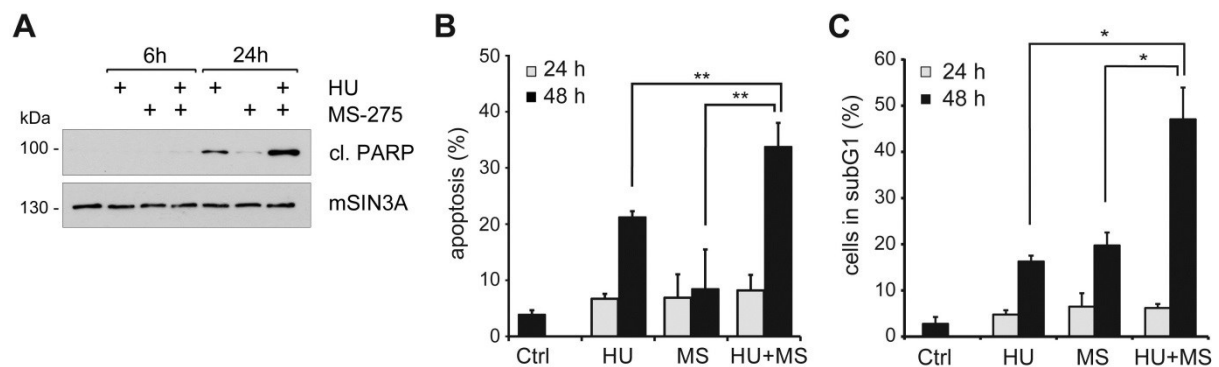 A
6h 24h
+ + + + HU
+ + + + MS-275
kDa
100 - cl. PARP
130 - mSIN3A
B
apoptosis (%)
50
40
30
20
10
0
24 h
48 h
**
**
Ctrl HU MS HU+MS
C
cells in subG1 (%)
60
50
40
30
20
10
0
24 h
48 h
*
*
Ctrl HU MS HU+MS